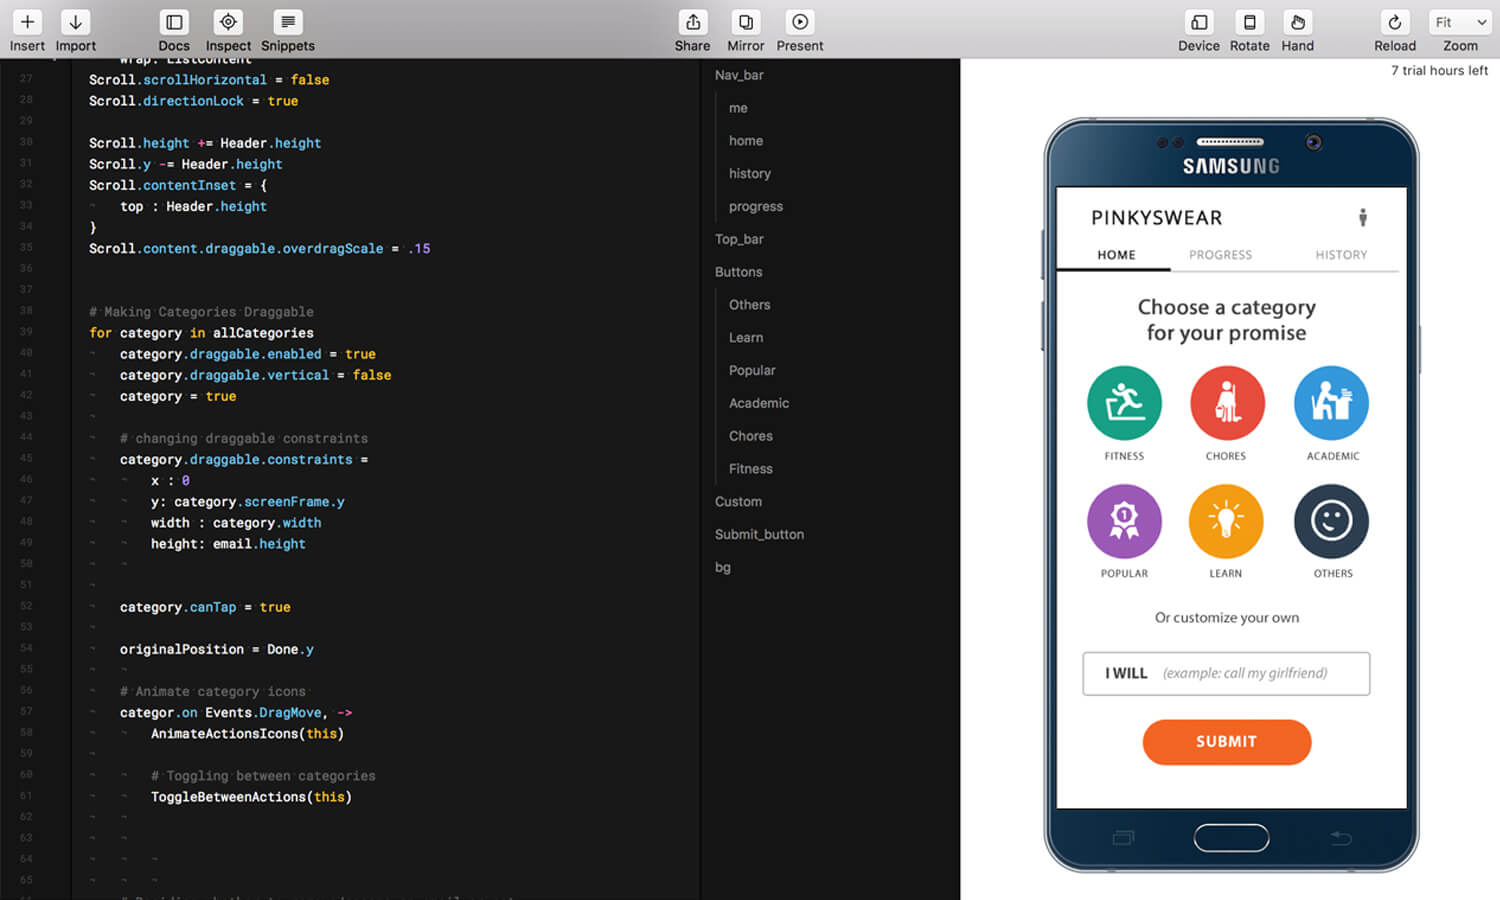 Insert Import Docs Inspect Snippets Share Mirror Present Device Rotate Hand Reload Fit Zoom
7 trial hours left
wrap: ListContent
27 Scroll.scrollHorizontal = false
28 Scroll.directionLock = true
29
30 Scroll.height += Header.height
31 Scroll.y -= Header.height
32 Scroll.contentInset = {
33 top : Header.height
34 }
35 Scroll.content.draggable.overdragScale = .15
36
37
38 # Making Categories Draggable
39 for category in allCategories
40 category.draggable.enabled = true
41 category.draggable.vertical = false
42 category = true
43
44 # changing draggable constraints
45 category.draggable.constraints =
46 x : 0
47 y: category.screenFrame.y
48 width : category.width
49 height: email.height
50
51
52 category.canTap = true
53
54 originalPosition = Done.y
55
56 # Animate category icons
57 categor.on Events.DragMove, ->
58 AnimateActionsIcons(this)
59
60 # Toggling between categories
61 ToggleBetweenActions(this)
62
63
64
65
Nav_bar
me
home
history
progress
Top_bar
Buttons
Others
Learn
Popular
Academic
Chores
Fitness
Custom
Submit_button
bg
SAMSUNG
PINKYSWEAR
HOME PROGRESS HISTORY
Choose a category
for your promise
FITNESS CHORES ACADEMIC
1
POPULAR LEARN OTHERS
Or customize your own
I WILL (example: call my girlfriend)
SUBMIT